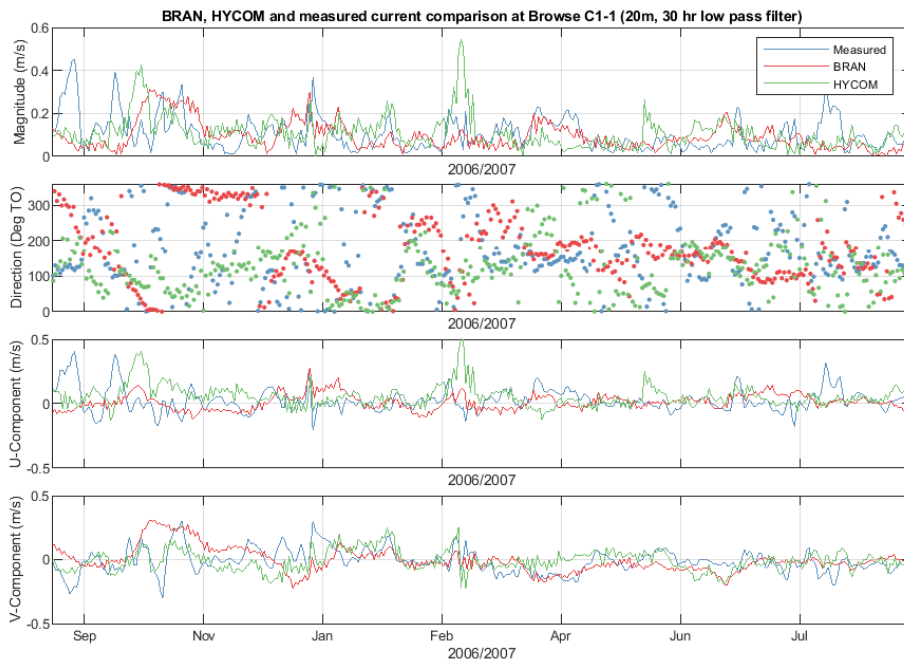 BRAN, HYCOM and measured current comparison at Browse C1-1 (20m, 30 hr low pass filter)
Magnitude (m/s)
0.6
0.4
0.2
0
Measured
BRAN
HYCOM
2006/2007
Direction (Deg TO)
300
200
100
0
2006/2007
U-Component (m/s)
0.5
0
-0.5
2006/2007
V-Component (m/s)
0.5
0
-0.5
Sep Nov Jan Feb Apr Jun Jul
2006/2007